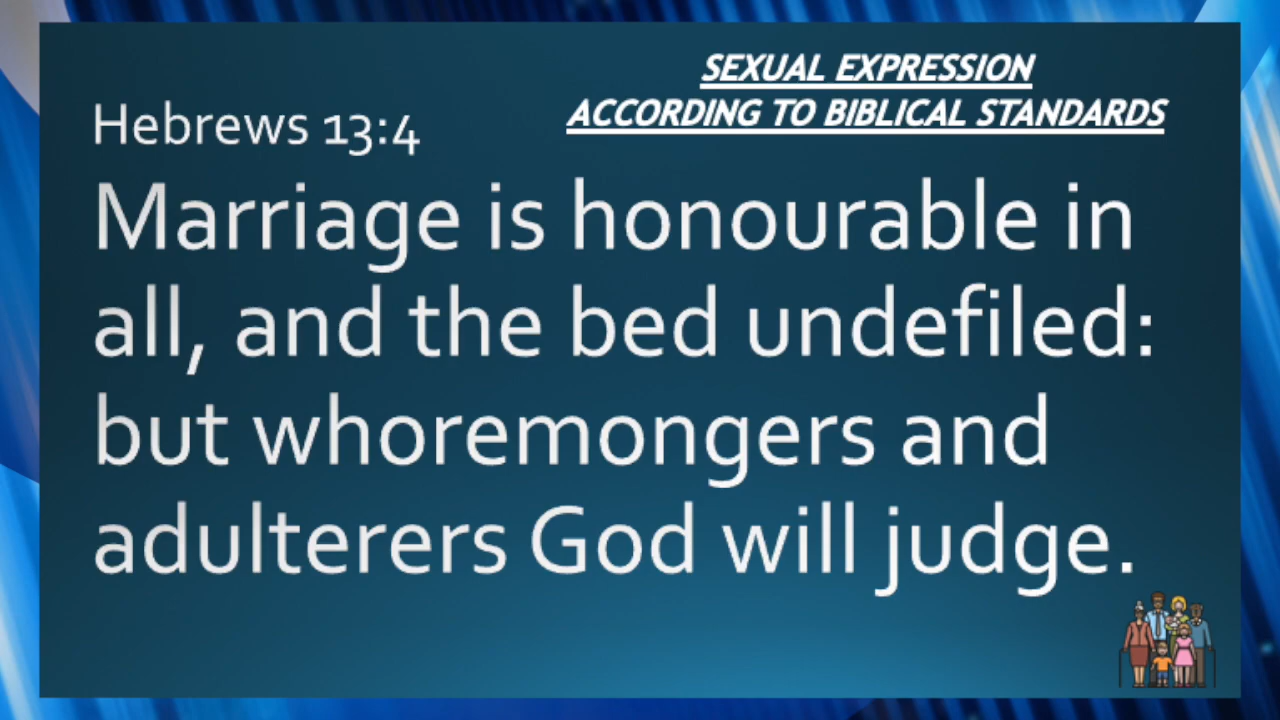 SEXUAL EXPRESSION
ACCORDING TO BIBLICAL STANDARDS
Hebrews 13:4
Marriage is honourable in
all, and the bed undefiled:
but whoremongers and
adulterers God will judge.